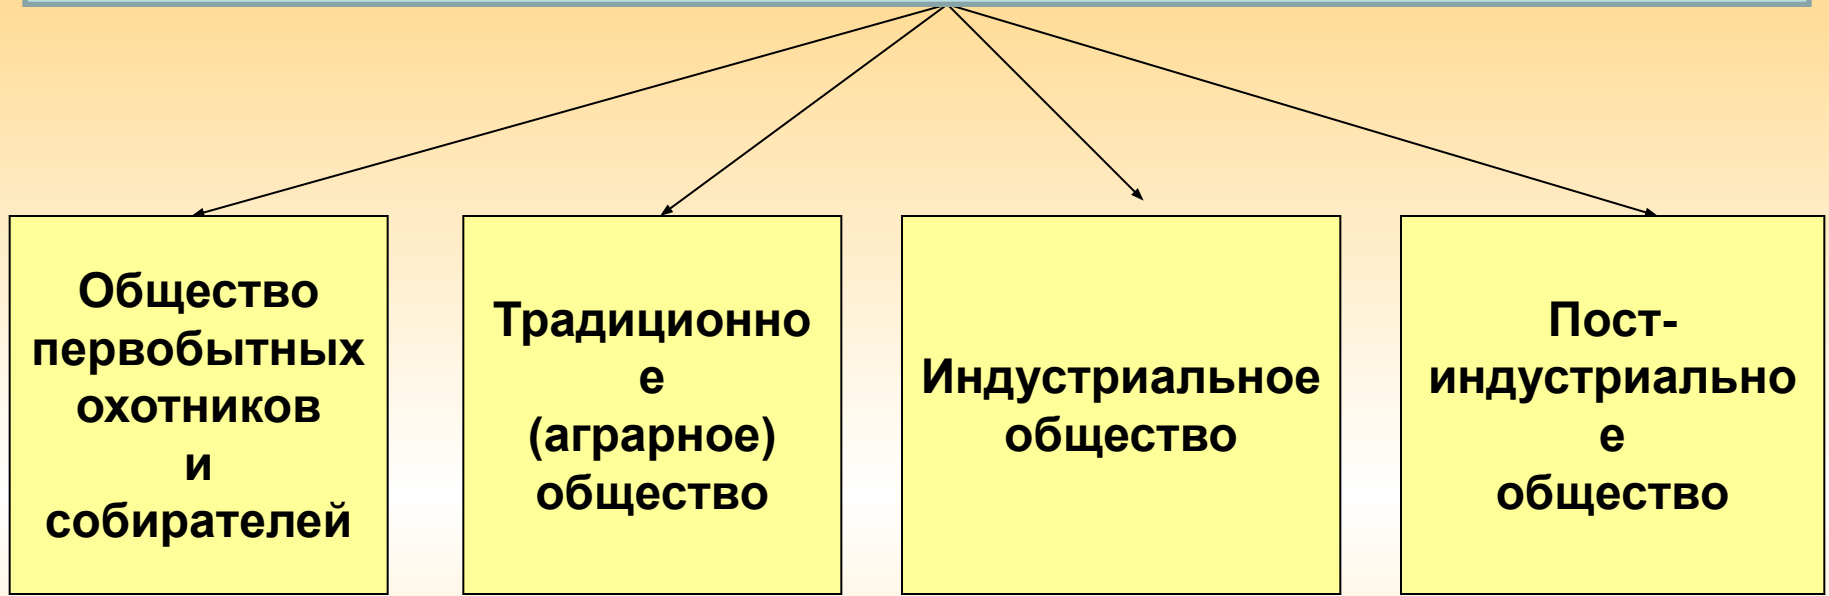 Общество
первобытных
охотников
и
собирателей
Традиционно
е
(аграрное)
общество
Индустриальное
общество
Пост-
индустриально
е
общество